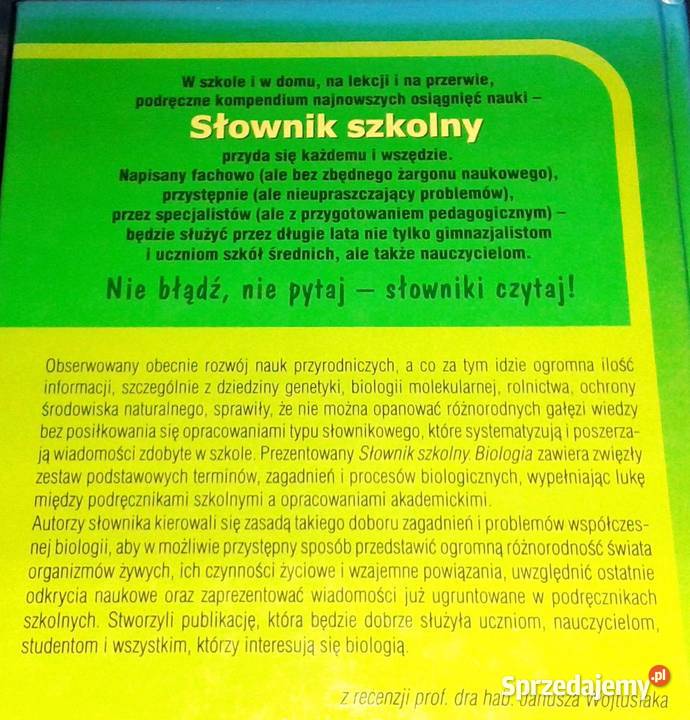 W szkole i w domu, na lekcji i na przerwie,
podręczne kompendium najnowszych osiągnięć nauki –
Słownik szkolny
przyda się każdemu i wszędzie.
Napisany fachowo (ale bez zbędnego żargonu naukowego),
przystępnie (ale nieupraszczający problemów),
przez specjalistów (ale z przygotowaniem pedagogicznym) –
będzie służyć przez długie lata nie tylko gimnazjalistom
i uczniom szkół średnich, ale także nauczycielom.
Nie błądź, nie pytaj – słowniki czytaj!
Obserwowany obecnie rozwój nauk przyrodniczych, a co za tym idzie ogromna ilość
informacji, szczególnie z dziedziny genetyki, biologii molekularnej, rolnictwa, ochrony
środowiska naturalnego, sprawiły, że nie można opanować różnorodnych gałęzi wiedzy
bez posiłkowania się opracowaniami typu słownikowego, które systematyzują i poszerza-
ją wiadomości zdobyte w szkole. Prezentowany Słownik szkolny. Biologia zawiera zwięzły
zestaw podstawowych terminów, zagadnień i procesów biologicznych, wypełniając lukę
między podręcznikami szkolnymi a opracowaniami akademickimi.
Autorzy słownika kierowali się zasadą takiego doboru zagadnień i problemów współczes-
nej biologii, aby w możliwie przystępny sposób przedstawić ogromną różnorodność świata
organizmów żywych, ich czynności życiowe i wzajemne powiązania, uwzględnić ostatnie
odkrycia naukowe oraz zaprezentować wiadomości już ugruntowane w podręcznikach
szkolnych. Stworzyli publikację, która będzie dobrze służyła uczniom, nauczycielom,
studentom i wszystkim, którzy interesują się biologią.
z recenzji prof. dra hab. Janusza Wojtusiaka
Sprzedajemy.pl